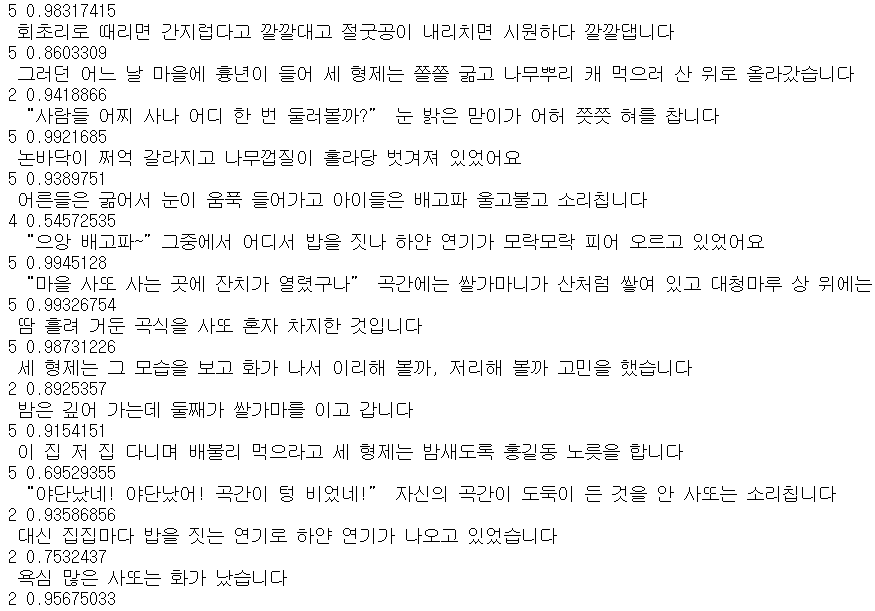 5 0.98317415
회초리로 때리면 간지럽다고 깔깔대고 절굿공이 내리치면 시원하다 깔깔댑니다
5 0.8603309
그러던 어느 날 마을에 흉년이 들어 세 형제는 쫄쫄 굶고 나무뿌리 캐 먹으러 산 위로 올라갔습니다
2 0.9418866
“사람들 어찌 사나 어디 한 번 둘러볼까?” 눈 밝은 맏이가 어허 쯧쯧 혀를 찹니다
5 0.9921685
논바닥이 쩌억 갈라지고 나무껍질이 홀라당 벗겨져 있었어요
5 0.9389751
어른들은 굶어서 눈이 움푹 들어가고 아이들은 배고파 울고불고 소리칩니다
4 0.54572535
“으앙 배고파~” 그중에서 어디서 밥을 짓나 하얀 연기가 모락모락 피어 오르고 있었어요
5 0.9945128
“마을 사또 사는 곳에 잔치가 열렸구나” 곡간에는 쌀가마니가 산처럼 쌓여 있고 대청마루 상 위에는
5 0.99326754
땀 흘려 거둔 곡식을 사또 혼자 차지한 것입니다
5 0.98731226
세 형제는 그 모습을 보고 화가 나서 이리해 볼까, 저리해 볼까 고민을 했습니다
2 0.8925357
밤은 깊어 가는데 둘째가 쌀가마를 이고 갑니다
5 0.9154151
이 집 저 집 다니며 배불리 먹으라고 세 형제는 밤새도록 홍길동 노릇을 합니다
5 0.69529355
“야단났네! 야단났어! 곡간이 텅 비었네!” 자신의 곡간이 도둑이 든 것을 안 사또는 소리칩니다
2 0.93586856
대신 집집마다 밥을 짓는 연기로 하얀 연기가 나오고 있었습니다
2 0.7532437
욕심 많은 사또는 화가 났습니다
2 0.95675033